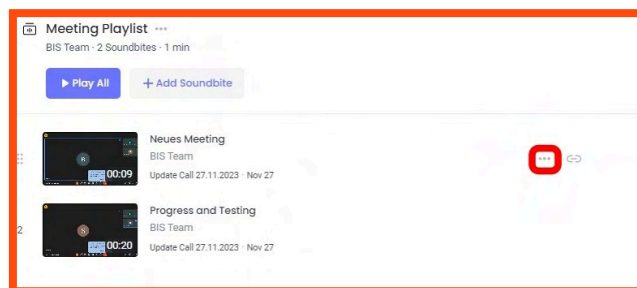 Meeting Playlist ···
BIS Team · 2 Soundbites · 1 min
Play All
+ Add Soundbite
Neues Meeting
BIS Team
Update Call 27.11.2023 · Nov 27
R
00:09
2
Progress and Testing
BIS Team
Update Call 27.11.2023 · Nov 27
S
00:20